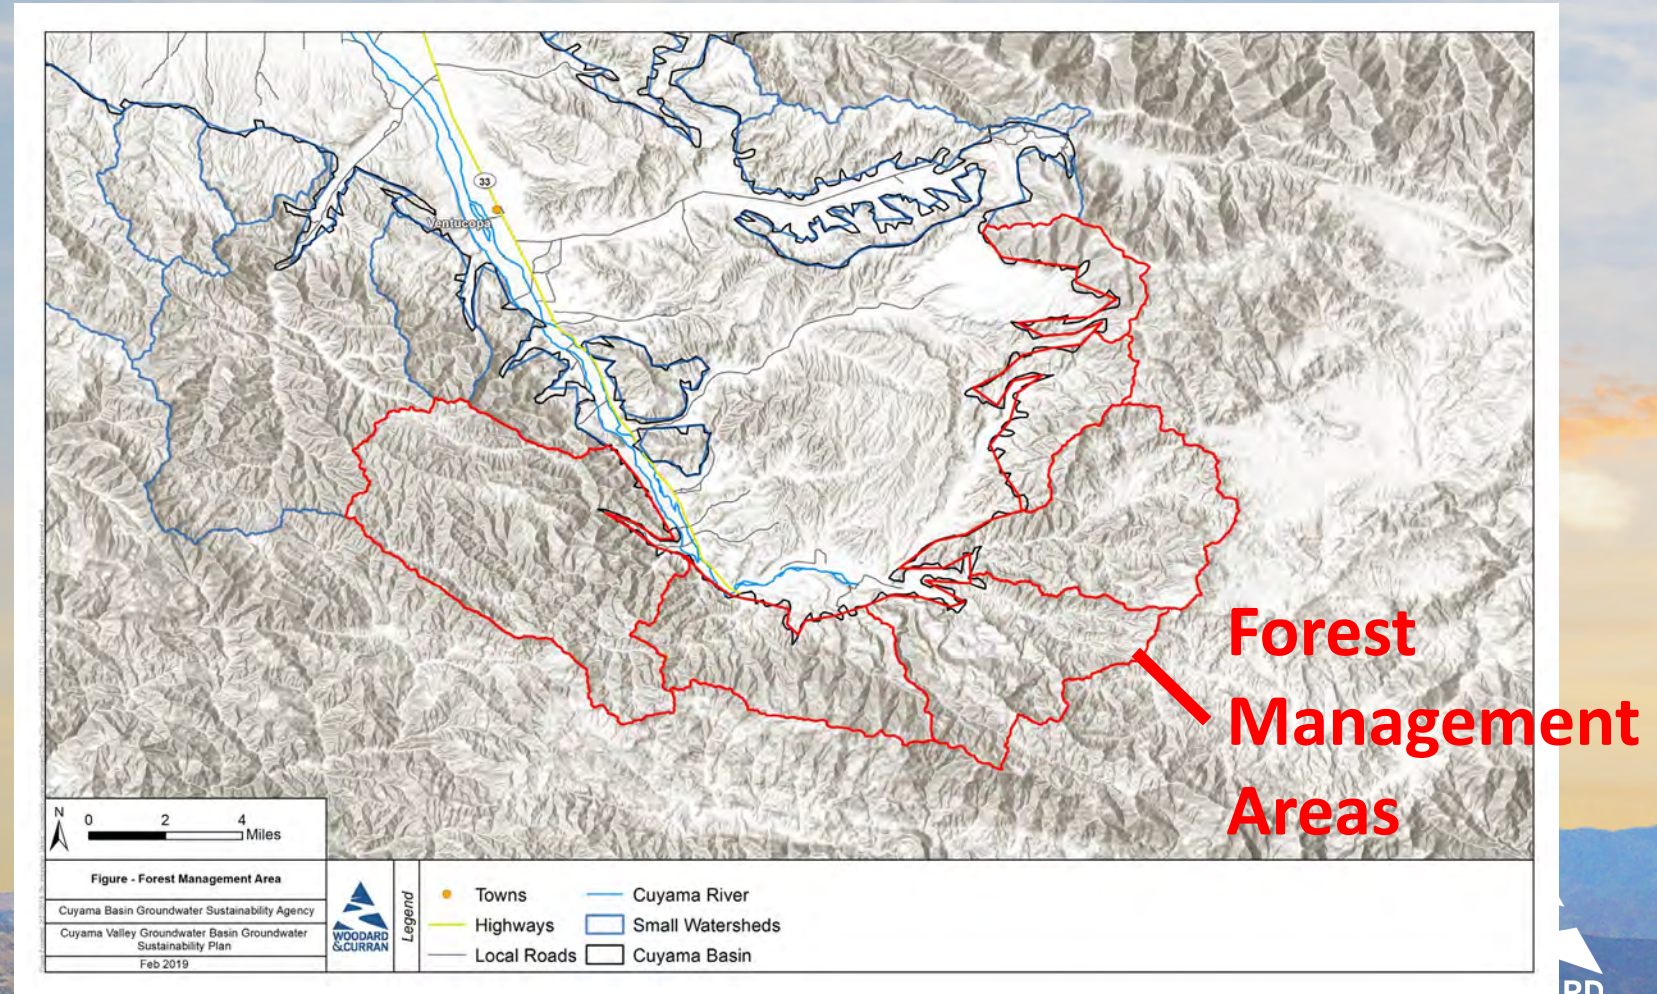 33
Ventucopa
Forest
Management
Areas
N
0 2 4
Miles
Figure - Forest Management Area
Cuyama Basin Groundwater Sustainability Agency
Cuyama Valley Groundwater Basin Groundwater
Sustainability Plan
Feb 2019
WOODARD
&CURRAN
Legend
Towns
Highways
Local Roads
Cuyama River
Small Watersheds
Cuyama Basin
RD